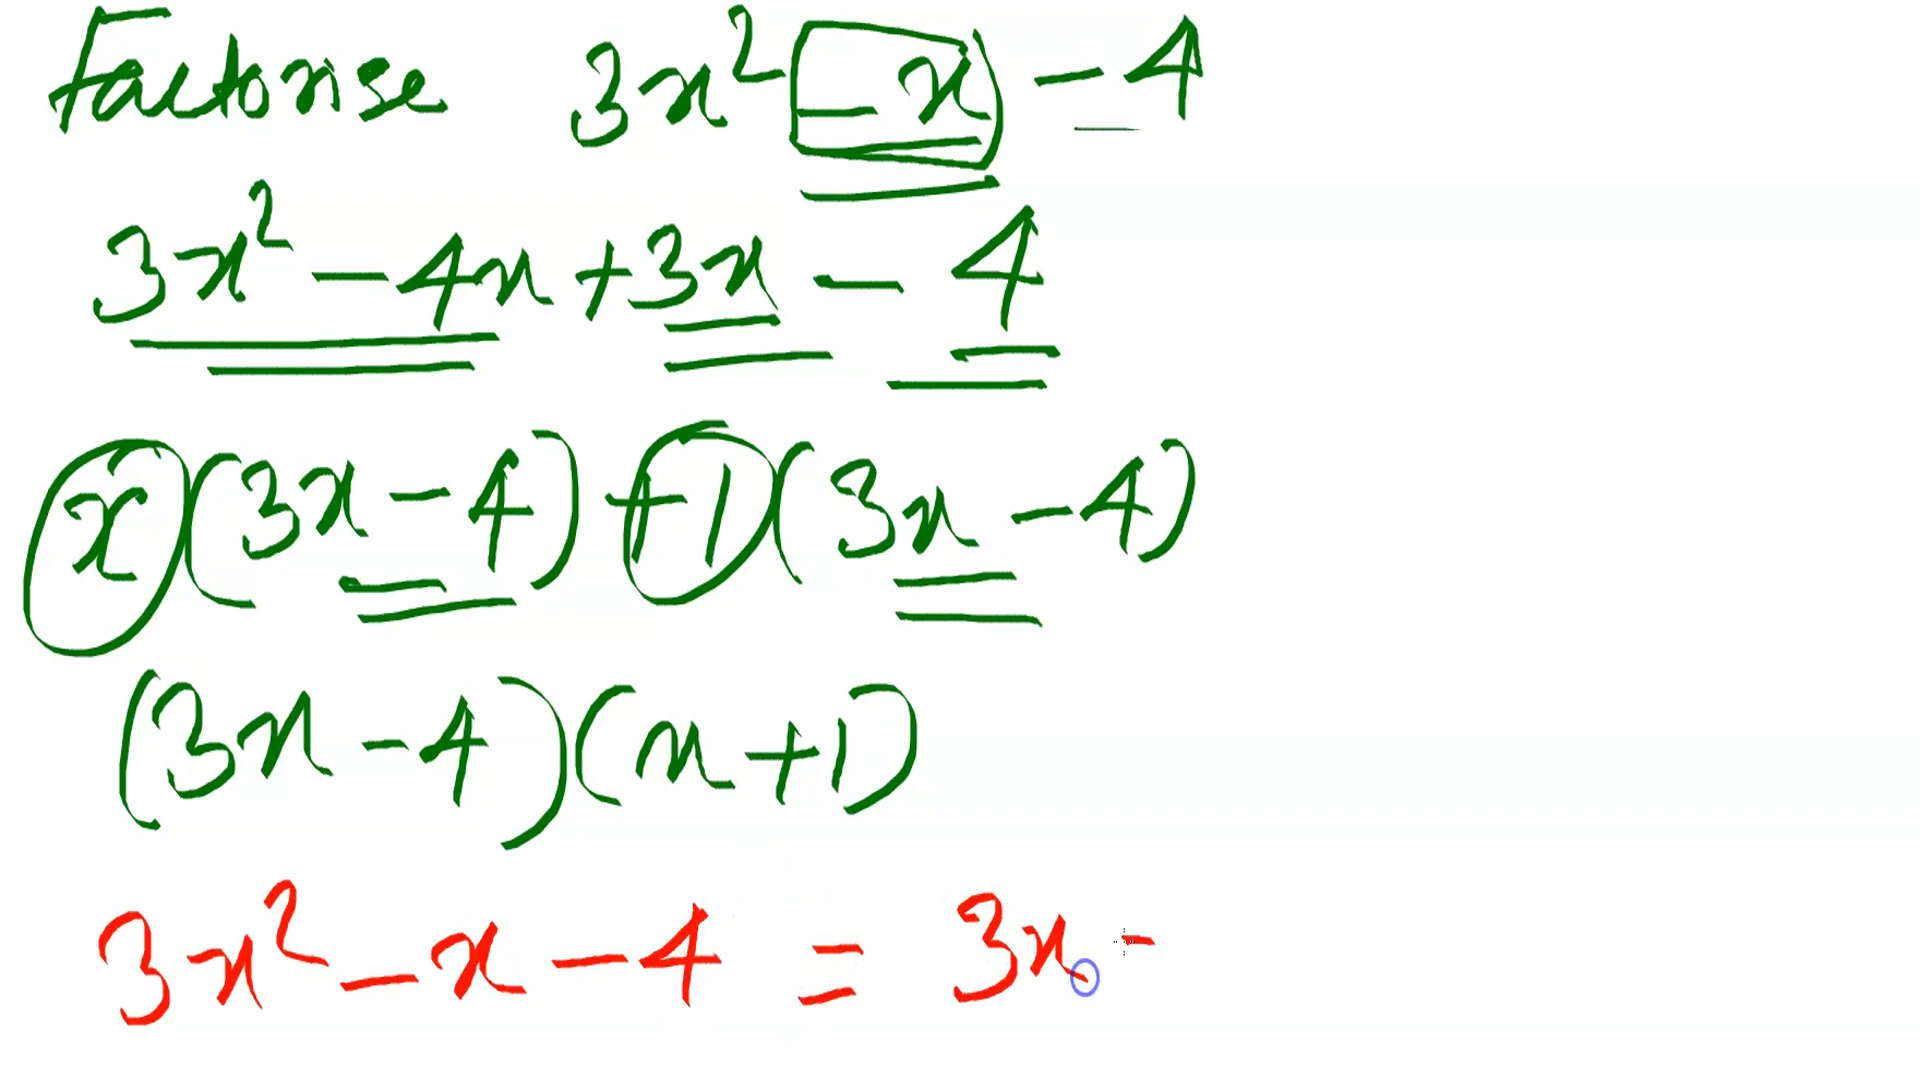 Factorise 3x² - x - 4
3x² - 4x + 3x - 4
x(3x - 4) + 1(3x - 4)
(3x - 4)(x + 1)
3x² - x - 4 = 3x -